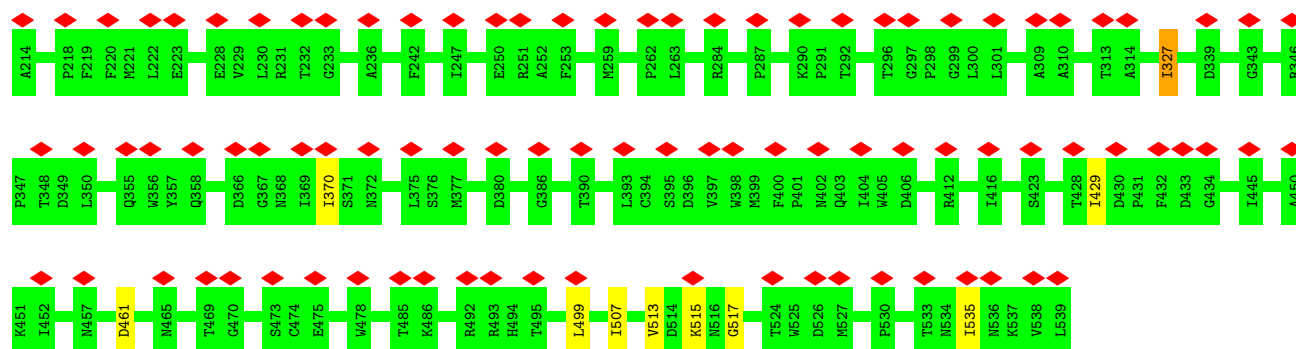 A214 P218 F219 F220 M221 L222 E223 E228 V229 L230 R231 T232 G233 A236 F242 I247 E250 R251 A252 F253 M259 P262 L263 R284 P287 K290 P291 T292 T296 G297 P298 G299 L300 L301 A309 A310 T313 A314 I327 D339 G343 R346
P347 T348 D349 L350 Q355 W356 Y357 Q358 D366 G367 N368 I369 I370 S371 N372 L375 S376 M377 D380 G386 T390 L393 C394 S395 D396 V397 W398 M399 F400 P401 N402 Q403 I404 W405 D406 R412 I416 S423 T428 I429 D430 P431 F432 D433 G434 I445 A450
K451 I452 N457 D461 N465 T469 G470 S473 C474 E475 W478 T485 K486 R492 R493 H494 T495 L499 I507 V513 D514 K515 N516 G517 T524 W525 D526 M527 P530 T533 N534 I535 N536 K537 V538 L539